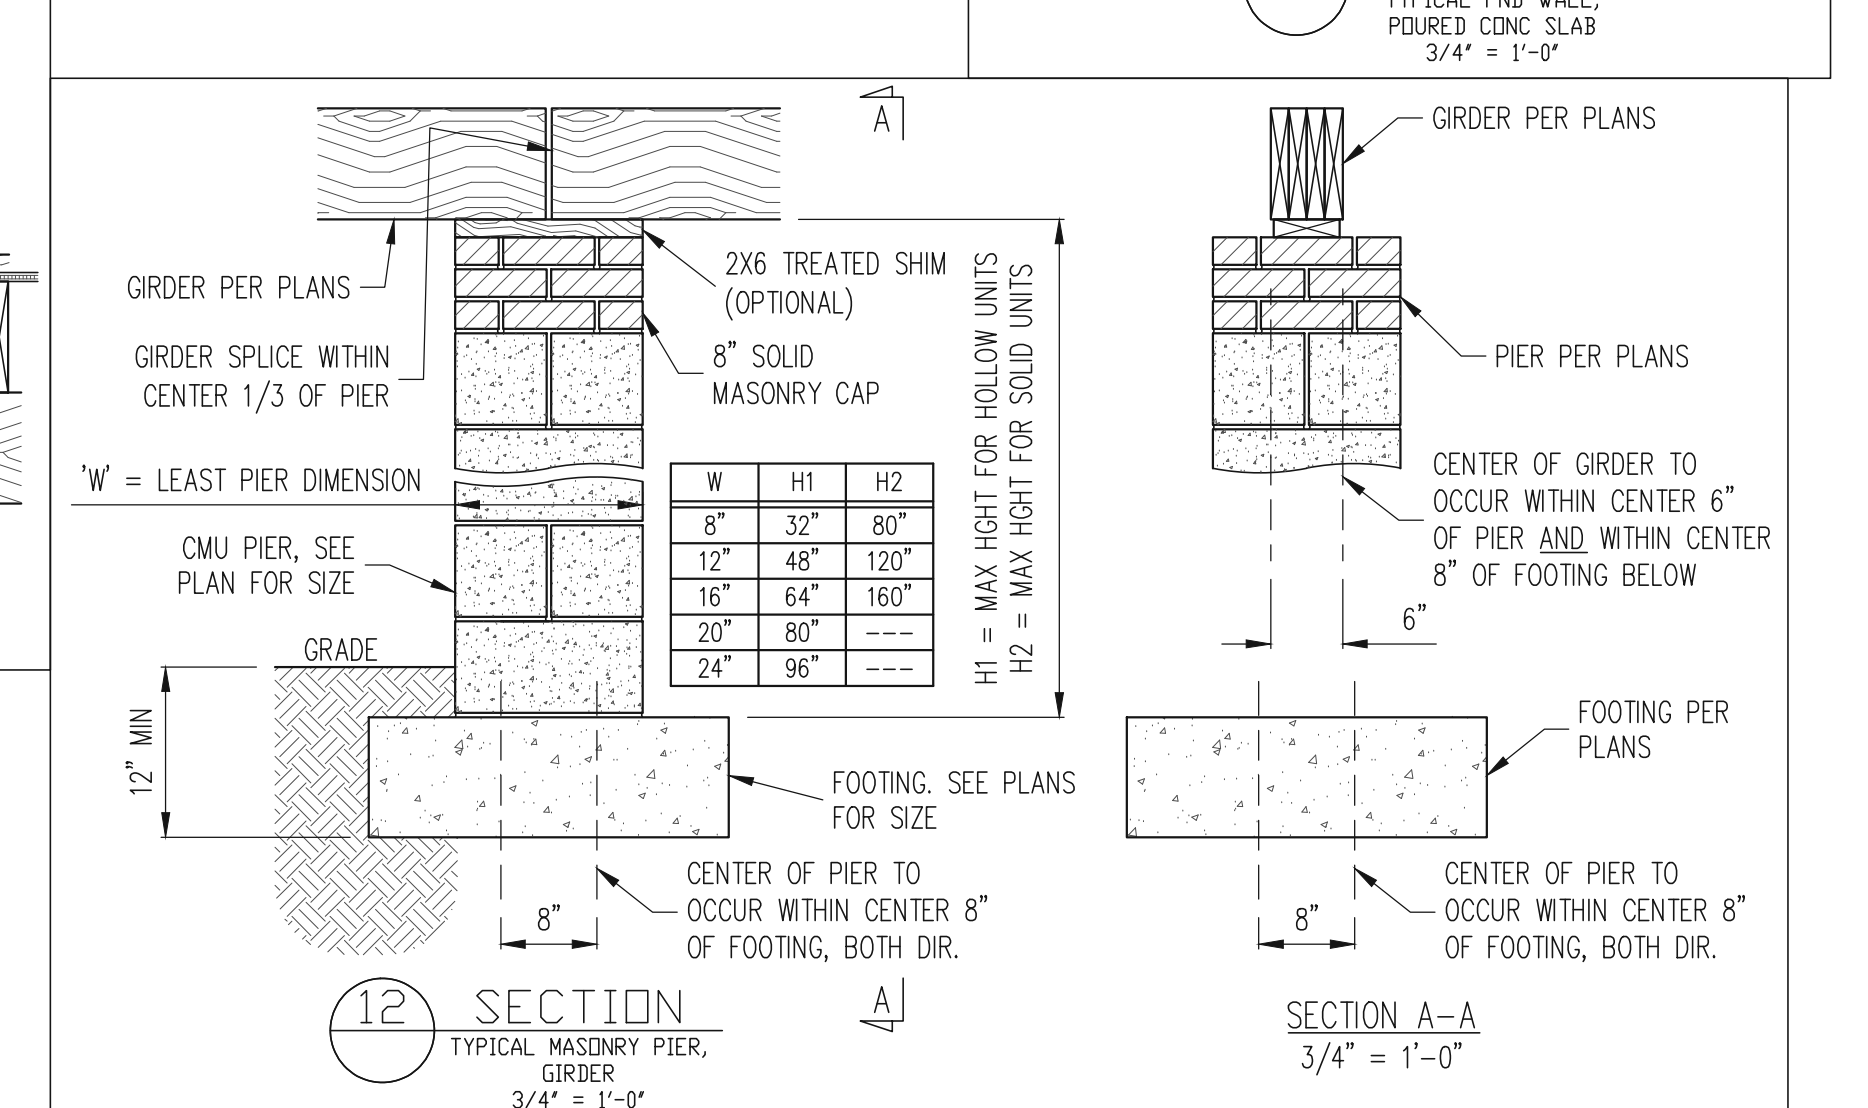 POURED CONC SLAB
3/4" = 1'-0"
A
GIRDER PER PLANS
GIRDER PER PLANS
2X6 TREATED SHIM
(OPTIONAL)
GIRDER SPLICE WITHIN
CENTER 1/3 OF PIER
8" SOLID
MASONRY CAP
H1 = MAX HGHT FOR HOLLOW UNITS
H2 = MAX HGHT FOR SOLID UNITS
PIER PER PLANS
'W' = LEAST PIER DIMENSION
W H1 H2
8" 32" 80"
12" 48" 120"
16" 64" 160"
20" 80" ---
24" 96" ---
CENTER OF GIRDER TO
OCCUR WITHIN CENTER 6"
OF PIER AND WITHIN CENTER
8" OF FOOTING BELOW
CMU PIER, SEE
PLAN FOR SIZE
6"
GRADE
12" MIN
FOOTING PER
PLANS
FOOTING. SEE PLANS
FOR SIZE
CENTER OF PIER TO
OCCUR WITHIN CENTER 8"
OF FOOTING, BOTH DIR.
8"
CENTER OF PIER TO
OCCUR WITHIN CENTER 8"
OF FOOTING, BOTH DIR.
8"
12 SECTION
TYPICAL MASONRY PIER,
GIRDER
3/4" = 1'-0"
A
SECTION A-A
3/4" = 1'-0"